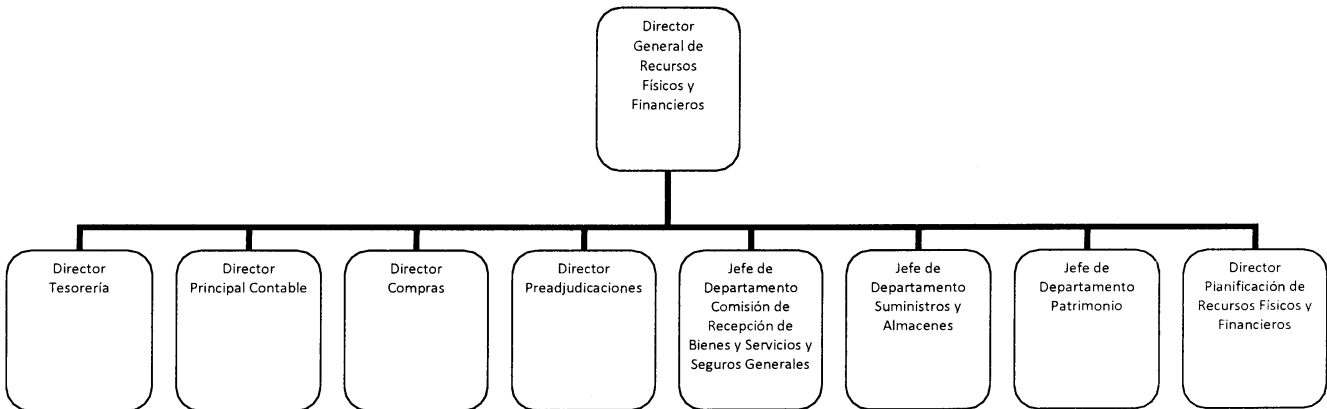 Director
General de
Recursos
Físicos y
Financieros
Director
Tesorería
Director
Principal Contable
Director
Compras
Director
Preadjudicaciones
Jefe de
Departamento
Comisión de
Recepción de
Bienes y Servicios y
Seguros Generales
Jefe de
Departamento
Suministros y
Almacenes
Jefe de
Departamento
Patrimonio
Director
Planificación de
Recursos Físicos y
Financieros